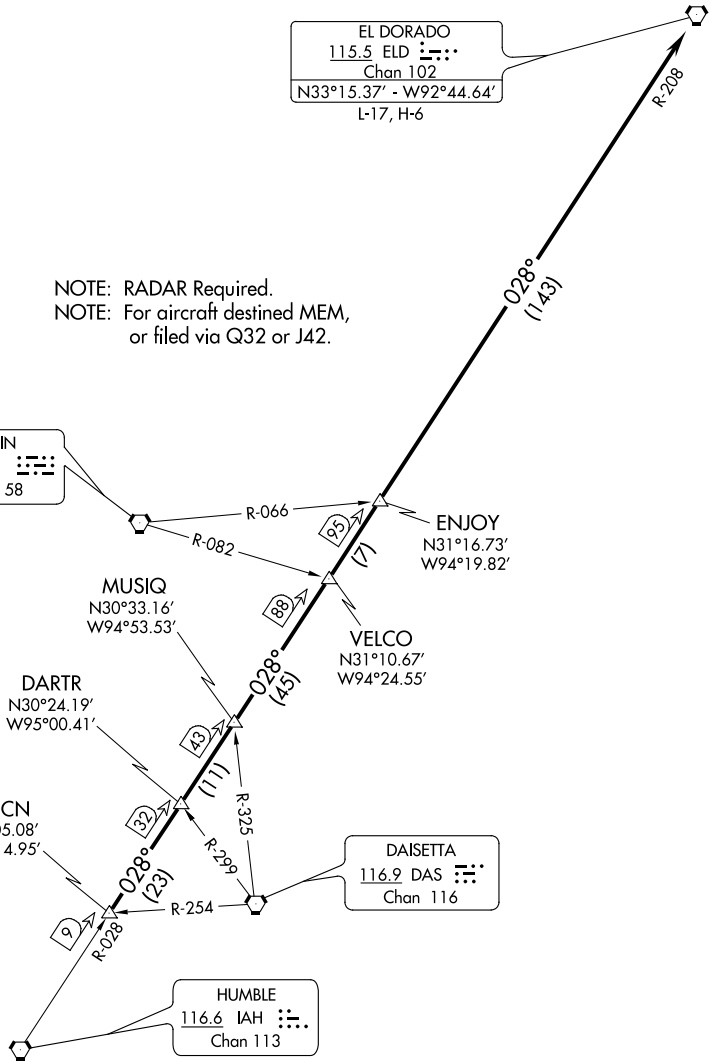 EL DORADO
115.5 ELD
Chan 102
N33°15.37′ - W92°44.64′
L-17, H-6
R-208
028°
(143)
NOTE: RADAR Required.
NOTE: For aircraft destined MEM,
or filed via Q32 or J42.
IN
58
R-066
R-082
95
(7)
ENJOY
N31°16.73′
W94°19.82′
88
VELCO
N31°10.67′
W94°24.55′
MUSIQ
N30°33.16′
W94°53.53′
028°
(45)
DARTR
N30°24.19′
W95°00.41′
43
(11)
R-325
32
R-299
CN
5.08′
4.95′
028°
(23)
R-254
DAISETTA
116.9 DAS
Chan 116
9
R-028
HUMBLE
116.6 IAH
Chan 113